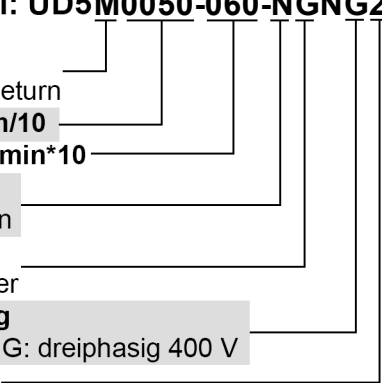 : UD5M0050-060-NGNG2
eturn
n/10
min*10
n
er
g
G: dreiphasig 400 V